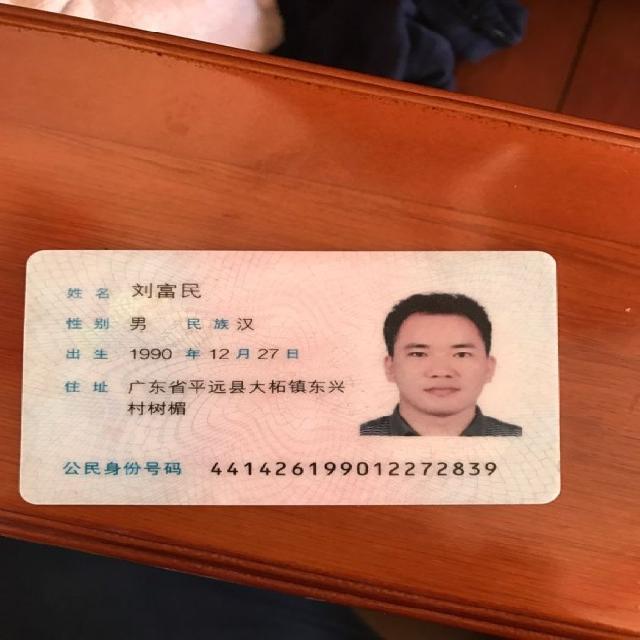 姓名 刘富民
性别 男 民族 汉
出生 1990 年 12 月 27 日
住址 广东省平远县大柘镇东兴
村树楣
公民身份号码 441426199012272839